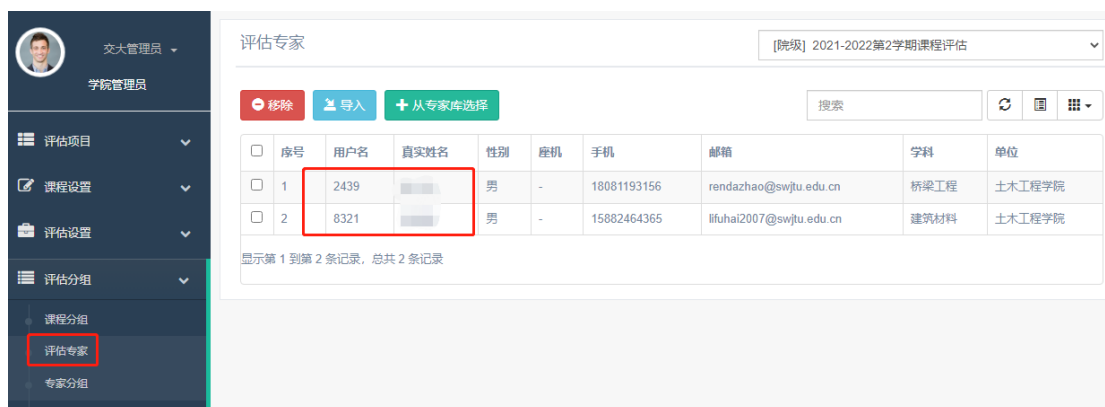 交大管理员
学院管理员
评估项目
课程设置
评估设置
评估分组
课程分组
评估专家
专家分组
评估专家
[院级] 2021-2022第2学期课程评估
移除 导入 从专家库选择 搜索
序号 用户名 真实姓名 性别 座机 手机 邮箱 学科 单位
1 2439 男 - 18081193156 rendazhao@swjtu.edu.cn 桥梁工程 土木工程学院
2 8321 男 - 15882464365 lifuhai2007@swjtu.edu.cn 建筑材料 土木工程学院
显示第 1 到第 2 条记录，总共 2 条记录